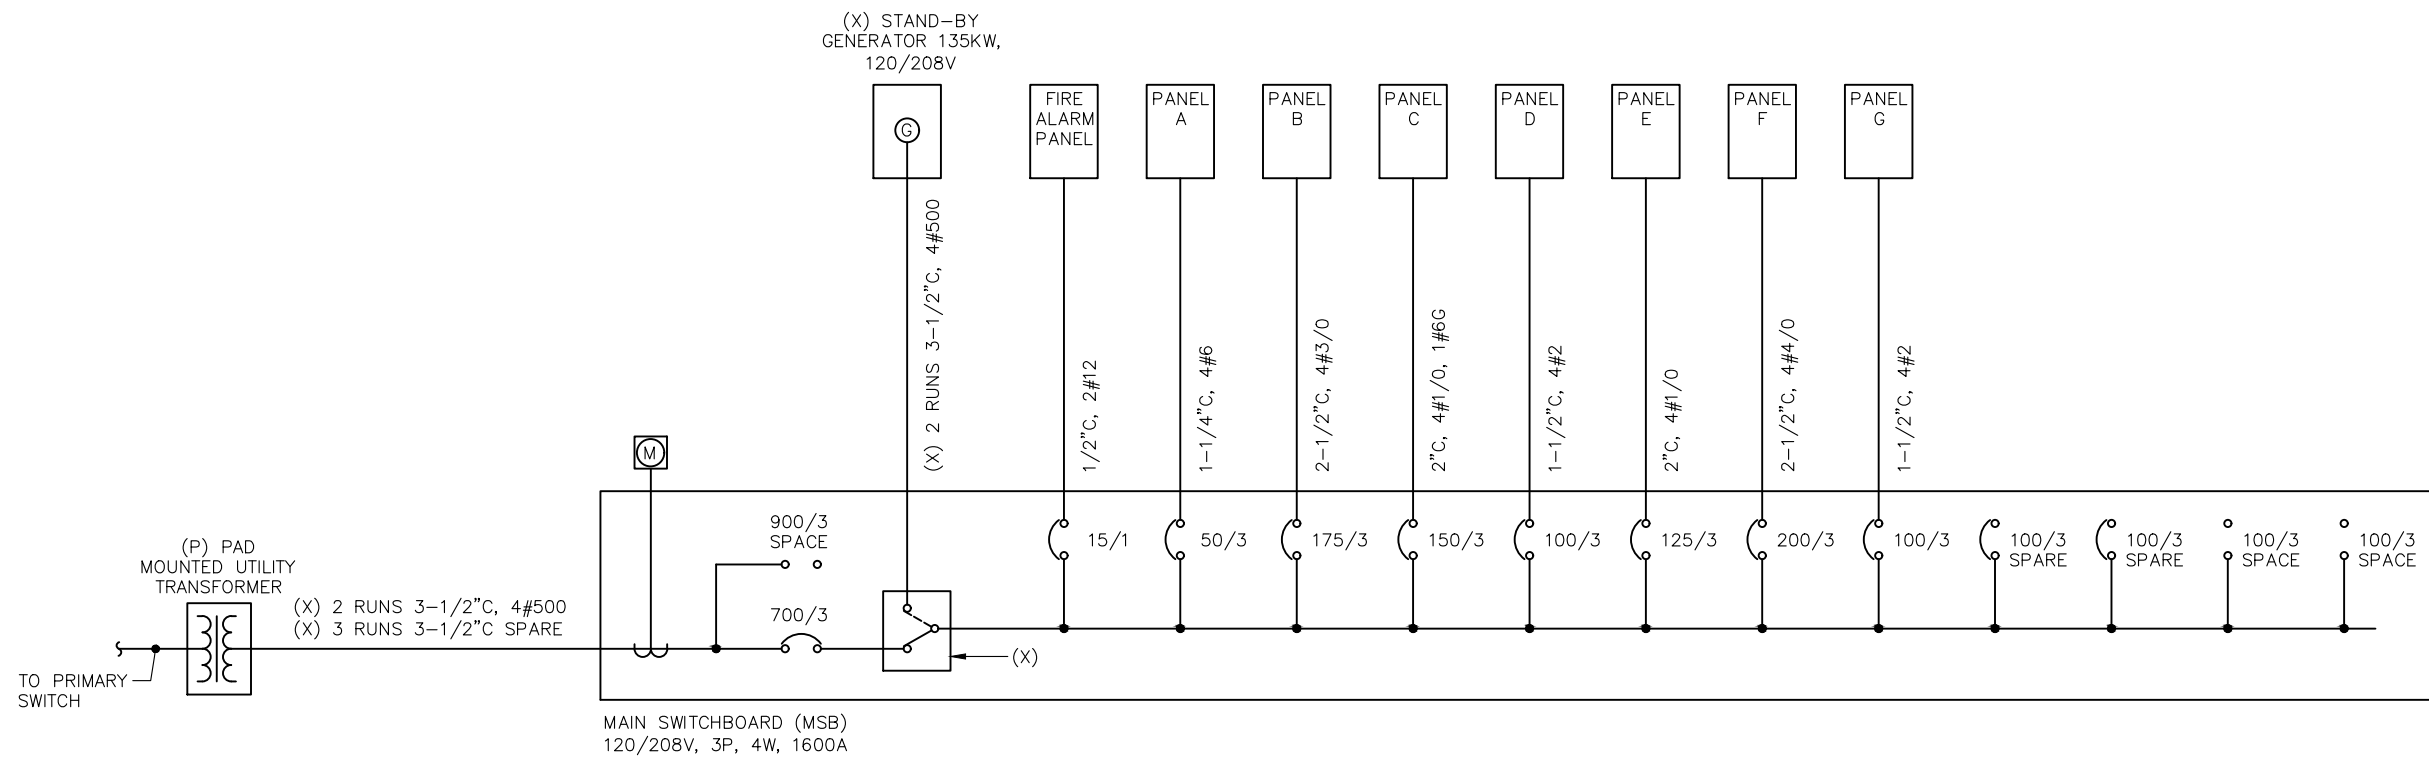 (X) STAND-BY
GENERATOR 135KW,
120/208V
G
FIRE
ALARM
PANEL
PANEL
A
PANEL
B
PANEL
C
PANEL
D
PANEL
E
PANEL
F
PANEL
G
(X) 2 RUNS 3-1/2"C, 4#500
1/2"C, 2#12
1-1/4"C, 4#6
2-1/2"C, 4#3/0
2"C, 4#1/0, 1#6G
1-1/2"C, 4#2
2"C, 4#1/0
2-1/2"C, 4#4/0
1-1/2"C, 4#2
M
900/3
SPACE
700/3
15/1
50/3
175/3
150/3
100/3
125/3
200/3
100/3
100/3
SPARE
100/3
SPARE
100/3
SPACE
100/3
SPACE
(P) PAD
MOUNTED UTILITY
TRANSFORMER
(X) 2 RUNS 3-1/2"C, 4#500
(X) 3 RUNS 3-1/2"C SPARE
(X)
TO PRIMARY
SWITCH
MAIN SWITCHBOARD (MSB)
120/208V, 3P, 4W, 1600A